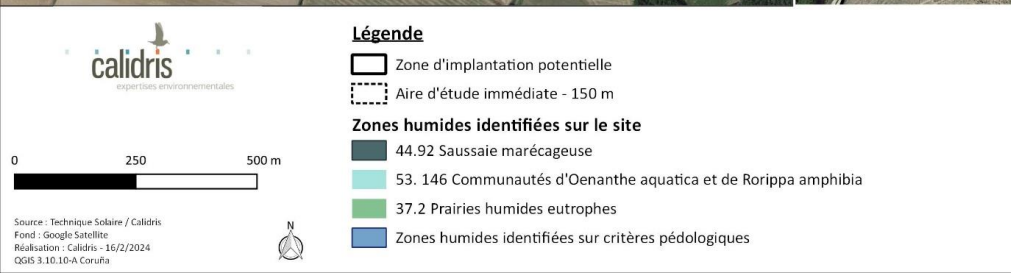 calidris
expertises environnementales
0 250 500 m
Source : Technique Solaire / Calidris
Fond : Google Satellite
Réalisation : Calidris - 16/2/2024
QGIS 3.10.10-A Coruña
N
Légende
Zone d'implantation potentielle
Aire d'étude immédiate - 150 m
Zones humides identifiées sur le site
44.92 Saussaie marécageuse
53. 146 Communautés d'Oenanthe aquatica et de Rorippa amphibia
37.2 Prairies humides eutrophes
Zones humides identifiées sur critères pédologiques